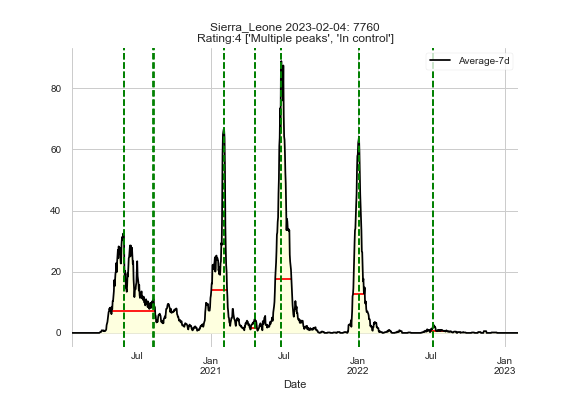 Sierra_Leone 2023-02-04: 7760
Rating:4 ['Multiple peaks', 'In control']
Average-7d
80
60
40
20
0
Jul
Jan
2021
Jul
Jan
2022
Jul
Jan
2023
Date